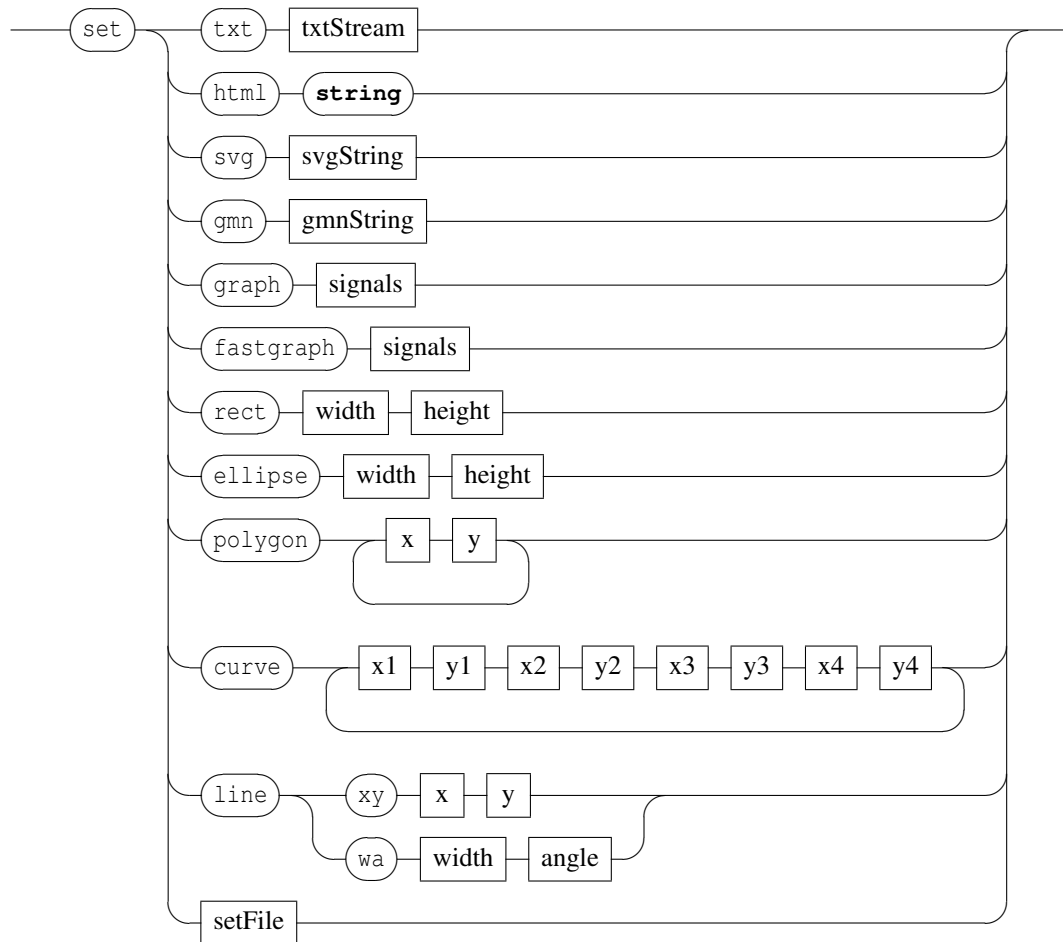 set txt txtStream
html string
svg svgString
gmn gmnString
graph signals
fastgraph signals
rect width height
ellipse width height
polygon x y
curve x1 y1 x2 y2 x3 y3 x4 y4
line xy x y
wa width angle
setFile